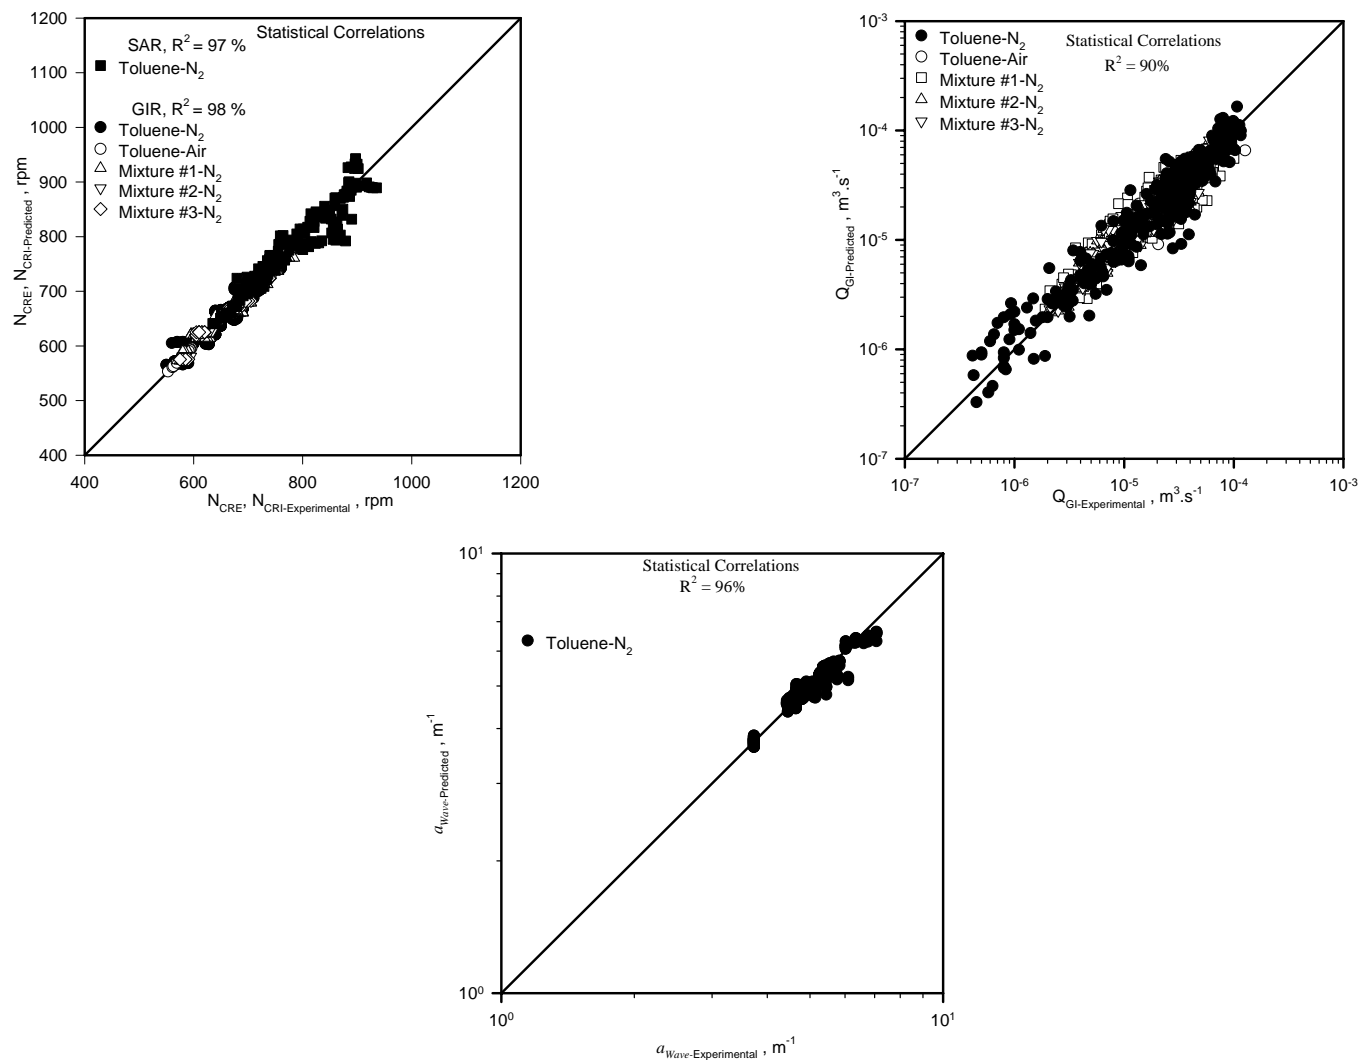 Statistical Correlations
SAR, R² = 97 %
Toluene-N₂
GIR, R² = 98 %
Toluene-N₂
Toluene-Air
Mixture #1-N₂
Mixture #2-N₂
Mixture #3-N₂
1200
1100
1000
900
800
700
600
500
400
400
600
800
1000
1200
N_CRE, N_CRI-Predicted , rpm
N_CRE, N_CRI-Experimental , rpm
Toluene-N₂
Toluene-Air
Mixture #1-N₂
Mixture #2-N₂
Mixture #3-N₂
Statistical Correlations
R² = 90%
10⁻³
10⁻⁴
10⁻⁵
10⁻⁶
10⁻⁷
10⁻⁷
10⁻⁶
10⁻⁵
10⁻⁴
10⁻³
Q_GI-Predicted , m³.s⁻¹
Q_GI-Experimental , m³.s⁻¹
Statistical Correlations
R² = 96%
Toluene-N₂
10¹
10⁰
10⁰
10¹
a_Wave-Predicted , m⁻¹
a_Wave-Experimental , m⁻¹